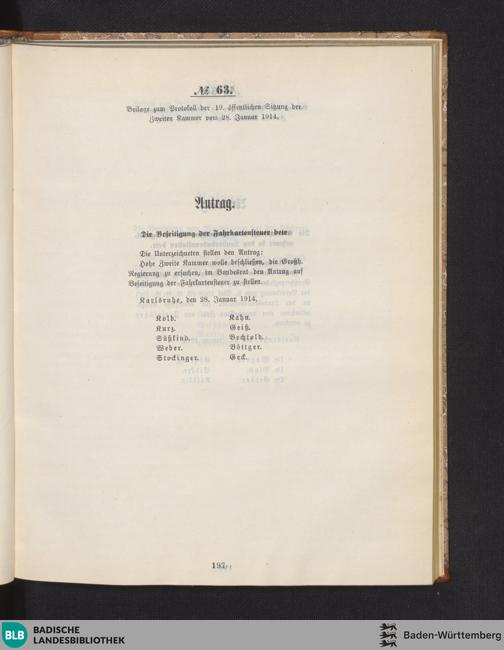 № 63.
Beilage zum Protokoll der 19. öffentlichen Sitzung der
Zweiten Kammer vom 28. Januar 1914.
Antrag.
Die Beseitigung der Fahrkartensteuer betr.
Die Unterzeichneten stellen den Antrag:
Hohe Zweite Kammer wolle beschließen, die Großh.
Regierung zu ersuchen, im Bundesrat den Antrag auf
Beseitigung der Fahrkartensteuer zu stellen.
Karlsruhe, den 28. Januar 1914.
Kolb. Kahn.
Kurz. Geiß.
Süßkind. Bechtold.
Weber. Böttger.
Stockinger. Geck.
BLB BADISCHE
LANDESBIBLIOTHEK
Baden-Württemberg